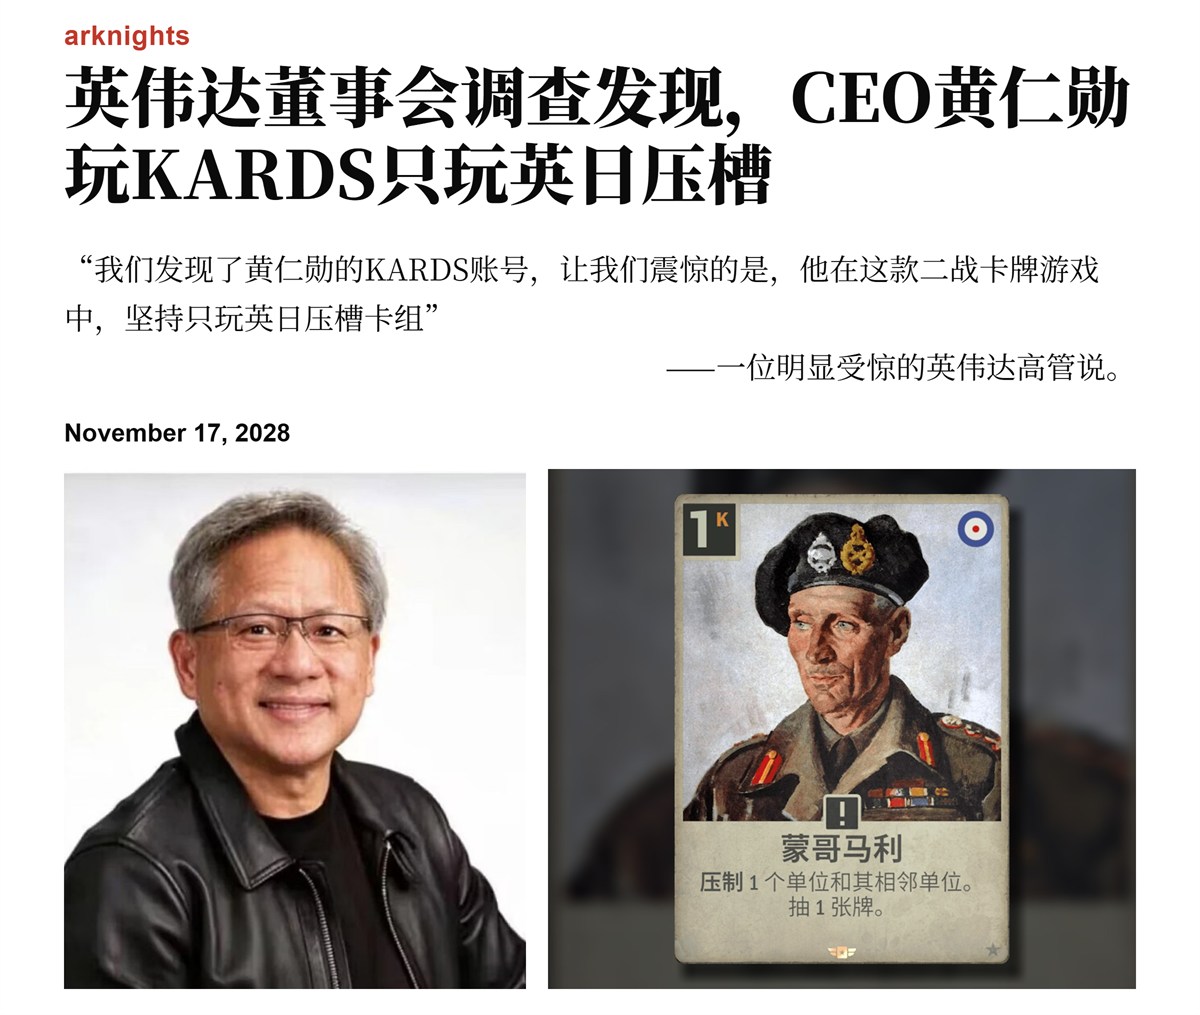 arknights
英伟达董事会调查发现，CEO黄仁勋
玩KARDS只玩英日压槽
“我们发现了黄仁勋的KARDS账号，让我们震惊的是，他在这款二战卡牌游戏
中，坚持只玩英日压槽卡组”
——一位明显受惊的英伟达高管说。
November 17, 2028
1K
!
蒙哥马利
压制 1 个单位和其相邻单位。
抽 1 张牌。